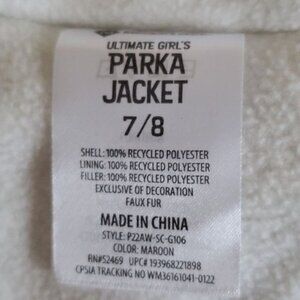 ULTIMATE GIRL'S
PARKA
JACKET
7/8
SHELL: 100% RECYCLED POLYESTER
LINING: 100% RECYCLED POLYESTER
FILLER: 100% RECYCLED POLYESTER
EXCLUSIVE OF DECORATION
FAUX FUR
MADE IN CHINA
STYLE: P22AW-SC-G106
COLOR: MAROON
RN#52469 UPC# 193968221898
CPSIA TRACKING NO WM36161041-0122